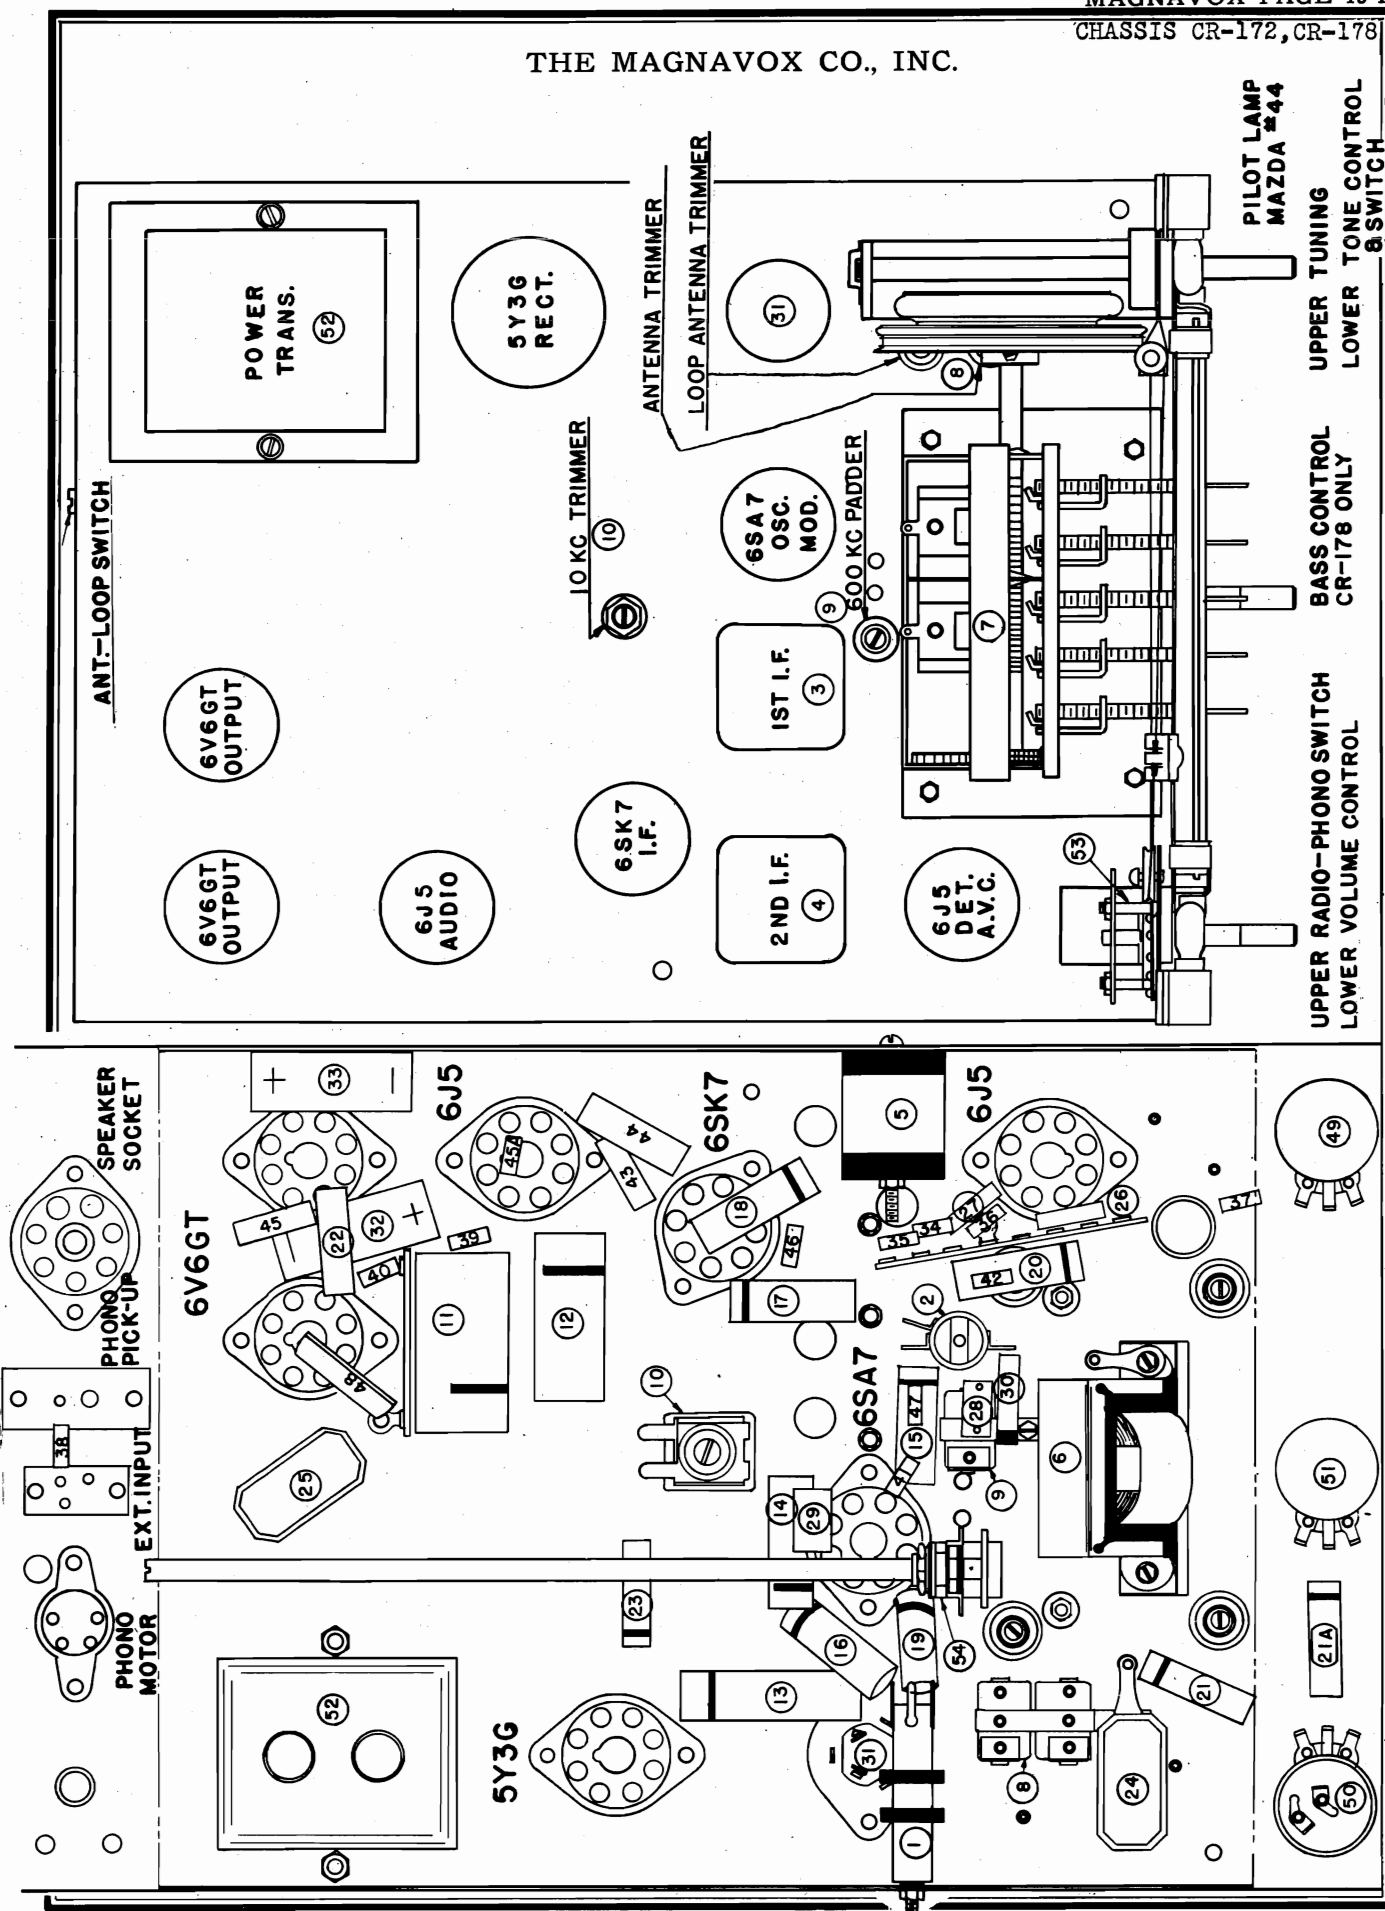 MAGNAVOX PAGE
CHASSIS CR-172, CR-178
THE MAGNAVOX CO., INC.
ANT.-LOOP SWITCH
POWER
TRANS.
52
5Y3G
RECT.
6V6GT
OUTPUT
6V6GT
OUTPUT
6J5
AUDIO
10 KC TRIMMER
10
ANTENNA TRIMMER
LOOP ANTENNA TRIMMER
31
8
6SK7
I.F.
6SA7
OSC.
MOD.
600 KC PADDER
9
1ST I.F.
3
2ND I.F.
4
6J5
DET.
A.V.C.
7
53
PILOT LAMP
MAZDA #44
UPPER TUNING
LOWER TONE CONTROL
& SWITCH
BASS CONTROL
CR-178 ONLY
UPPER RADIO-PHONO SWITCH
LOWER VOLUME CONTROL
SPEAKER
SOCKET
PHONO
PICK-UP
38
EXT. INPUT
PHONO
MOTOR
6V6GT
+ 33 −
45
22
32 +
−
40
39
48
11
12
25
52
6J5
45A
44
43
6SK7
18
46
17
10
23
5Y3G
13
16
14
29
6SA7
15
47
41
19
54
31
1
5
6J5
27
36
34
35
26
37
42
20
2
28
30
9
6
8
24
21
49
51
21A
50